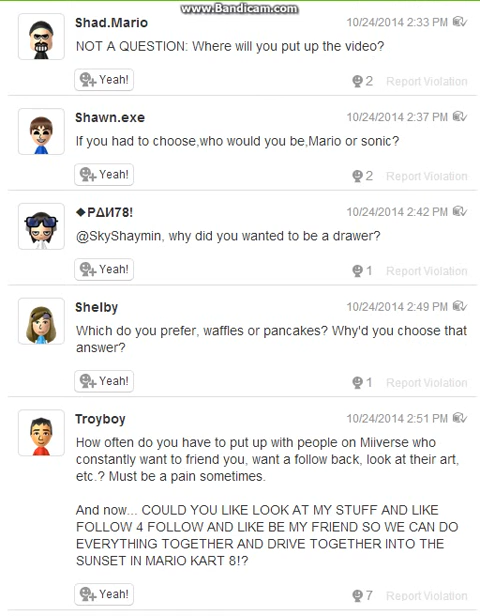 www.Bandicam.com
Shad.Mario 10/24/2014 2:33 PM
NOT A QUESTION: Where will you put up the video?
Yeah! 2 Report Violation
Shawn.exe 10/24/2014 2:37 PM
If you had to choose,who would you be,Mario or sonic?
Yeah! 2 Report Violation
◆PДИ78! 10/24/2014 2:42 PM
@SkyShaymin, why did you wanted to be a drawer?
Yeah! 1 Report Violation
Shelby 10/24/2014 2:49 PM
Which do you prefer, waffles or pancakes? Why'd you choose that
answer?
Yeah! 1 Report Violation
Troyboy 10/24/2014 2:51 PM
How often do you have to put up with people on Miiverse who
constantly want to friend you, want a follow back, look at their art,
etc.? Must be a pain sometimes.
And now... COULD YOU LIKE LOOK AT MY STUFF AND LIKE
FOLLOW 4 FOLLOW AND LIKE BE MY FRIEND SO WE CAN DO
EVERYTHING TOGETHER AND DRIVE TOGETHER INTO THE
SUNSET IN MARIO KART 8!?
Yeah! 7 Report Violation